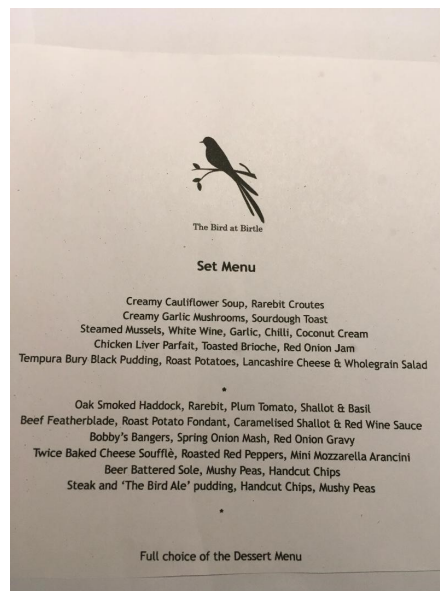 The Bird at Birtle
Set Menu
Creamy Cauliflower Soup, Rarebit Croutes
Creamy Garlic Mushrooms, Sourdough Toast
Steamed Mussels, White Wine, Garlic, Chilli, Coconut Cream
Chicken Liver Parfait, Toasted Brioche, Red Onion Jam
Tempura Bury Black Pudding, Roast Potatoes, Lancashire Cheese & Wholegrain Salad
*
Oak Smoked Haddock, Rarebit, Plum Tomato, Shallot & Basil
Beef Featherblade, Roast Potato Fondant, Caramelised Shallot & Red Wine Sauce
Bobby's Bangers, Spring Onion Mash, Red Onion Gravy
Twice Baked Cheese Soufflè, Roasted Red Peppers, Mini Mozzarella Arancini
Beer Battered Sole, Mushy Peas, Handcut Chips
Steak and 'The Bird Ale' pudding, Handcut Chips, Mushy Peas
*
Full choice of the Dessert Menu